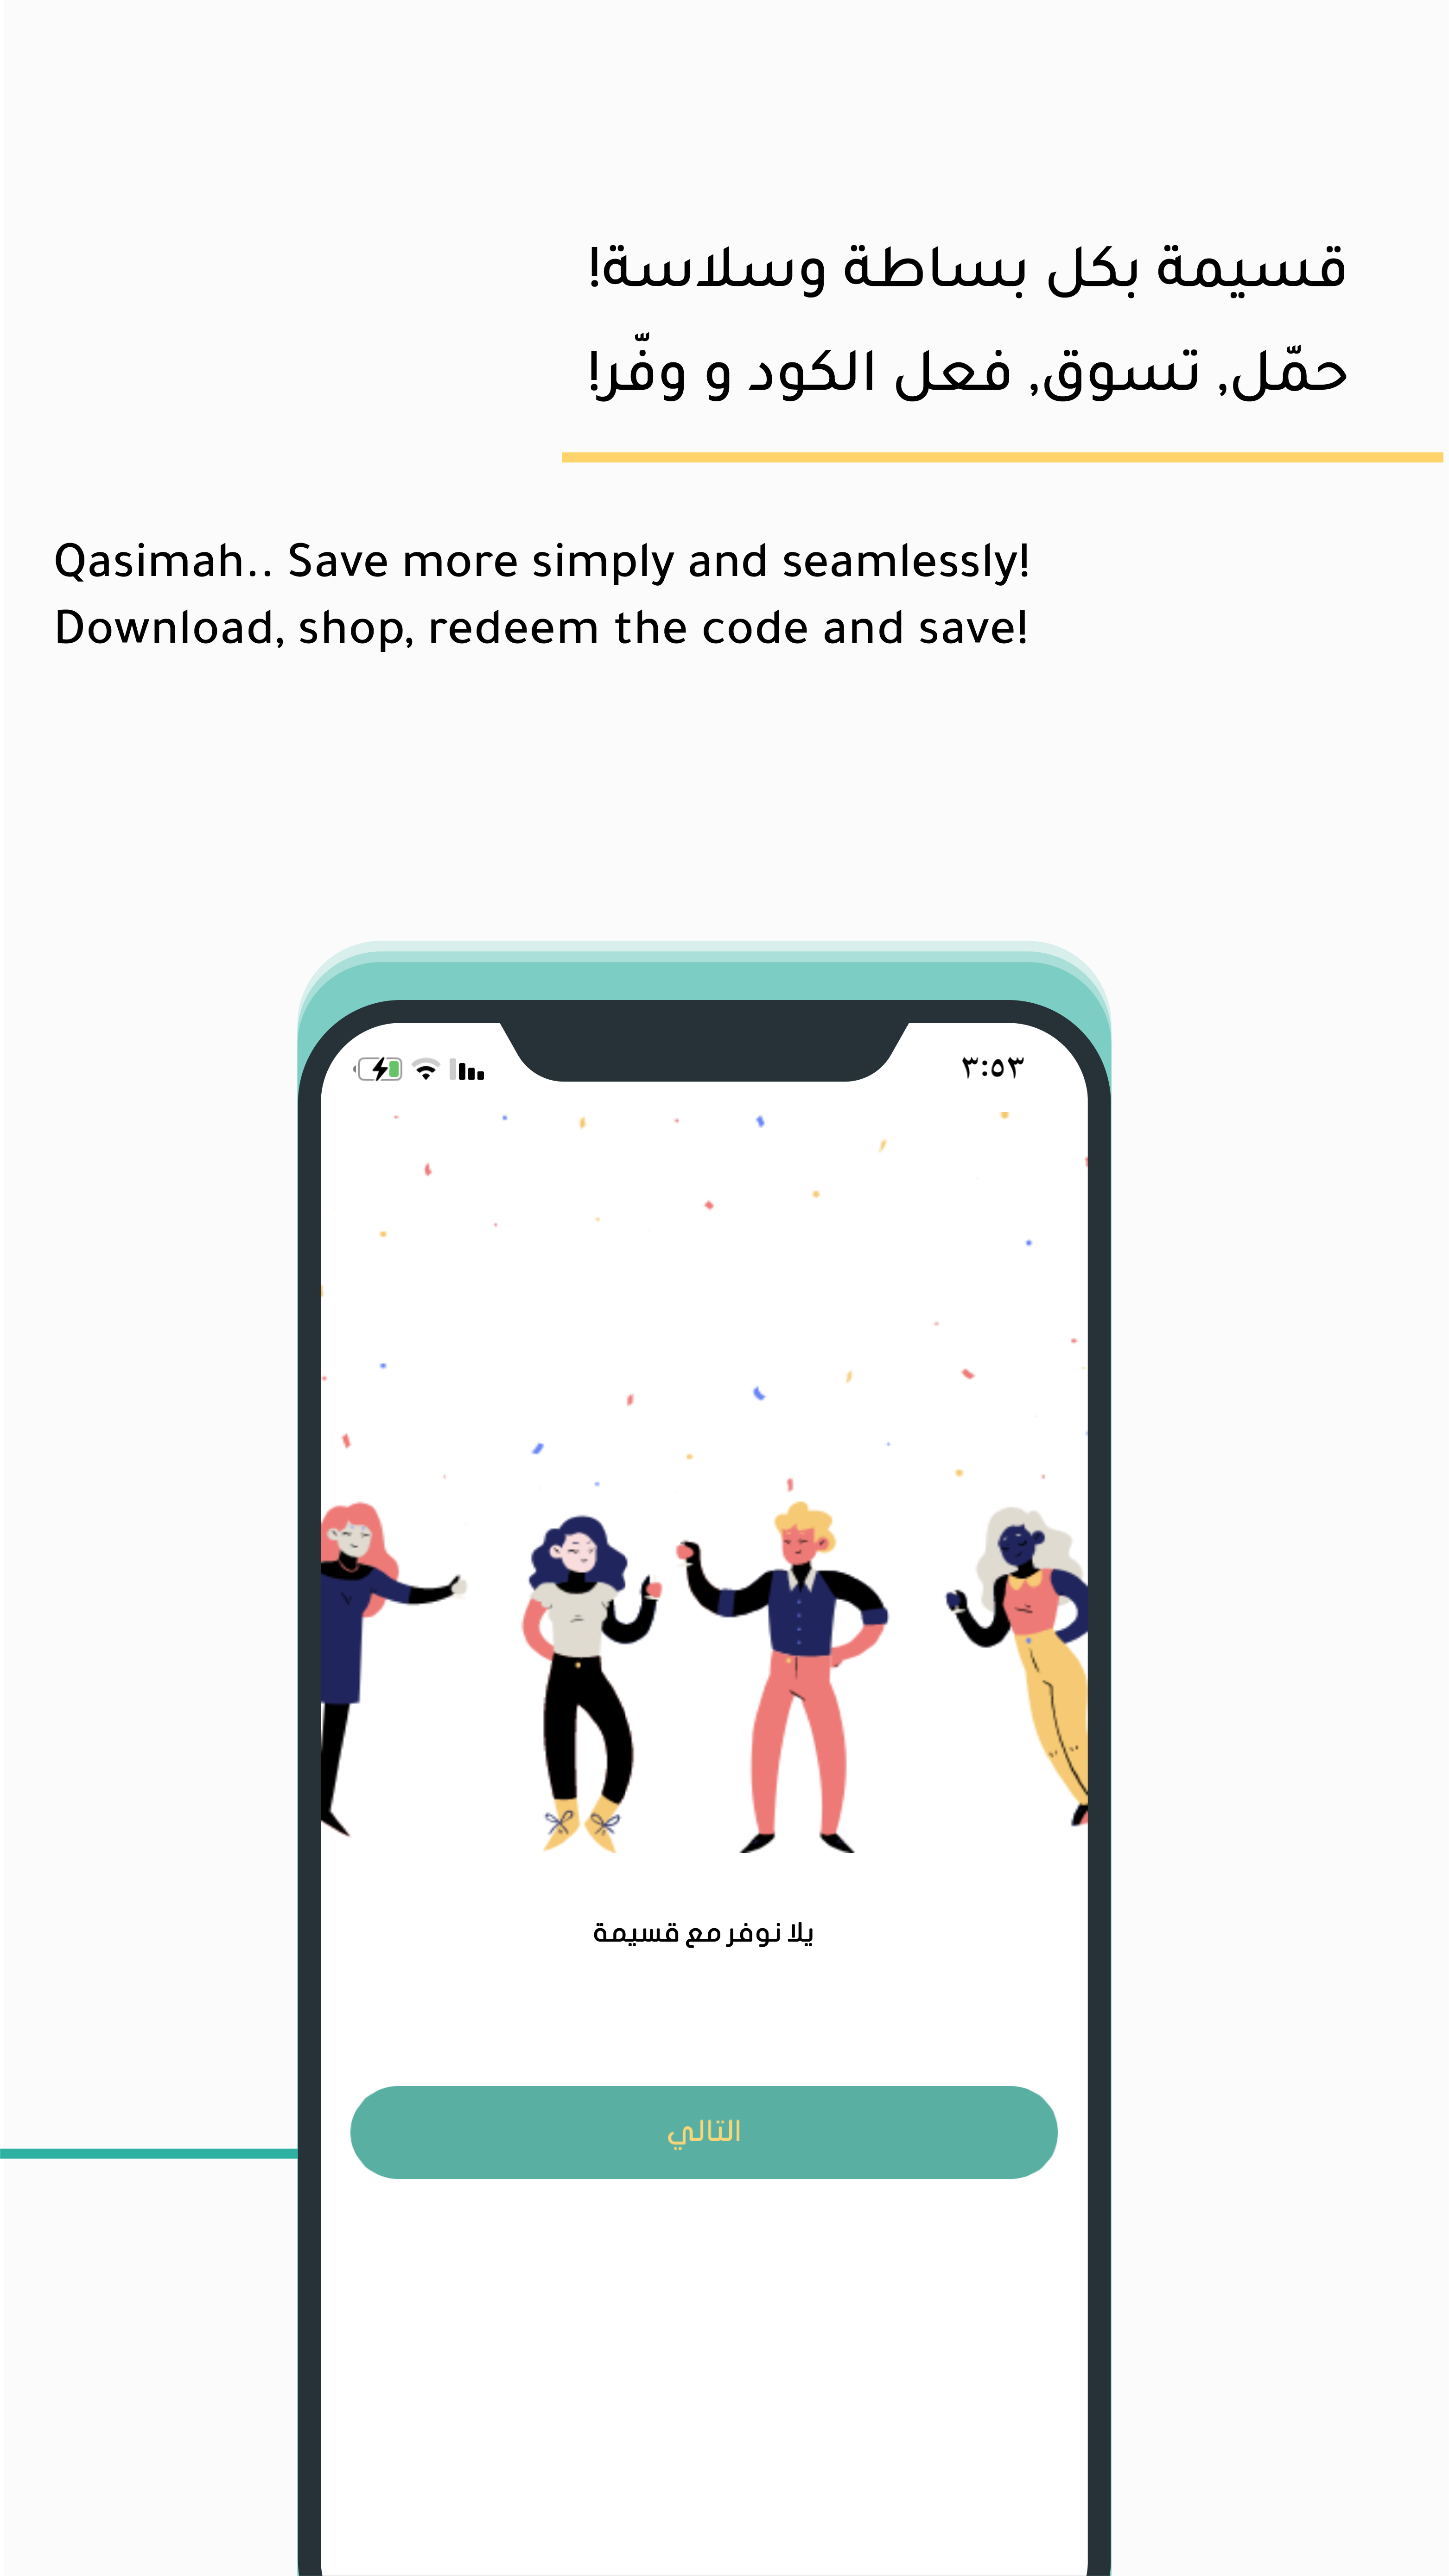 قسيمة بكل بساطة وسلاسة!
حمّل, تسوق, فعل الكود و وفّر!
Qasimah.. Save more simply and seamlessly!
Download, shop, redeem the code and save!
٣:٥٣
يلا نوفر مع قسيمة
التالي